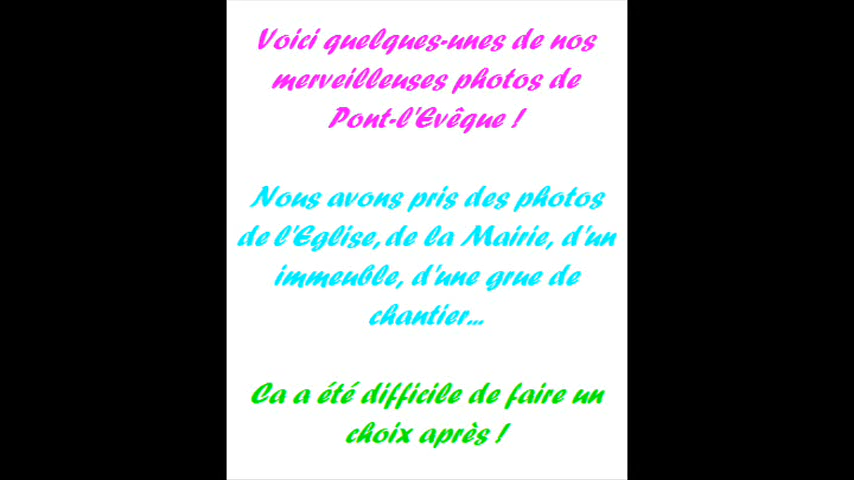 Voici quelques-unes de nos
merveilleuses photos de
Pont-l'Evêque !
Nous avons pris des photos
de l'Eglise, de la Mairie, d'un
immeuble, d'une grue de
chantier...
Ca a été difficile de faire un
choix après !